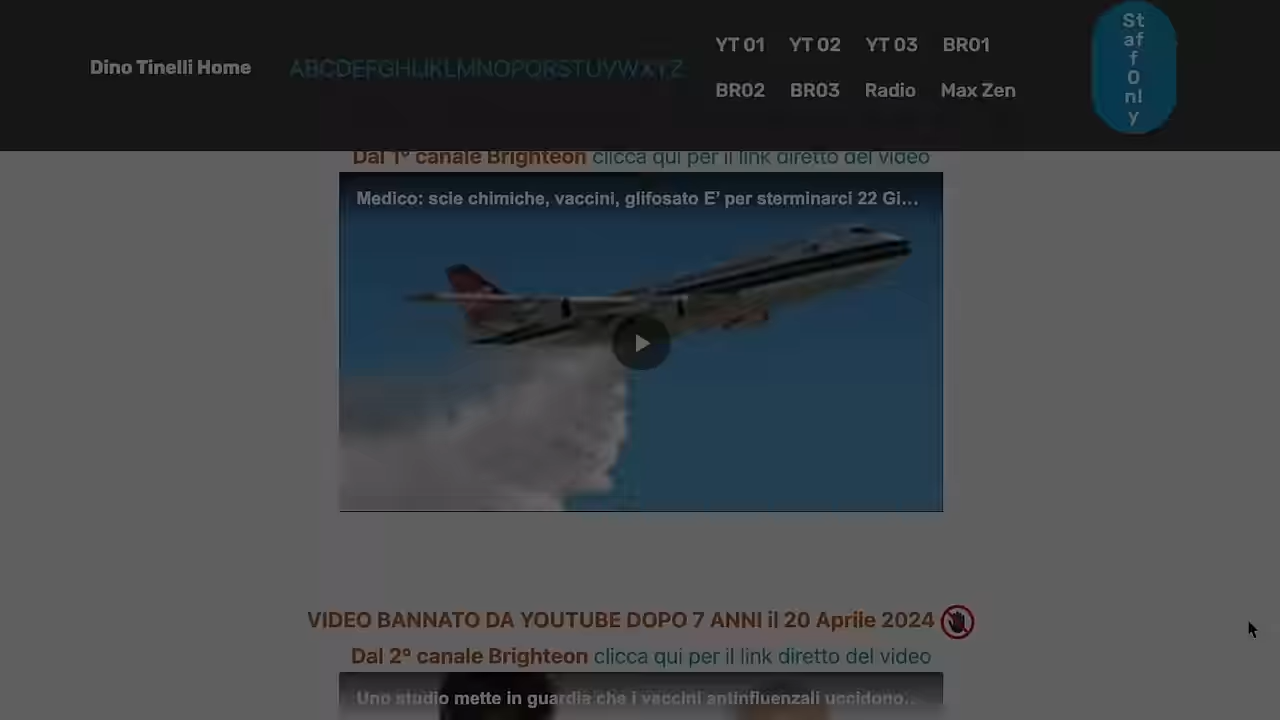 Dino Tinelli Home
ABCDEFGHIJKLMNOPQRSTUVWXYZ
YT 01 YT 02 YT 03 BR01
BR02 BR03 Radio Max Zen
St
af
f
O
nl
y
Dal 1° canale Brighteon clicca qui per il link diretto del video
Medico: scie chimiche, vaccini, glifosato E' per sterminarci 22 Gi...
VIDEO BANNATO DA YOUTUBE DOPO 7 ANNI il 20 Aprile 2024
Dal 2° canale Brighteon clicca qui per il link diretto del video
Uno studio mette in guardia che i vaccini antinfluenzali uccidono...